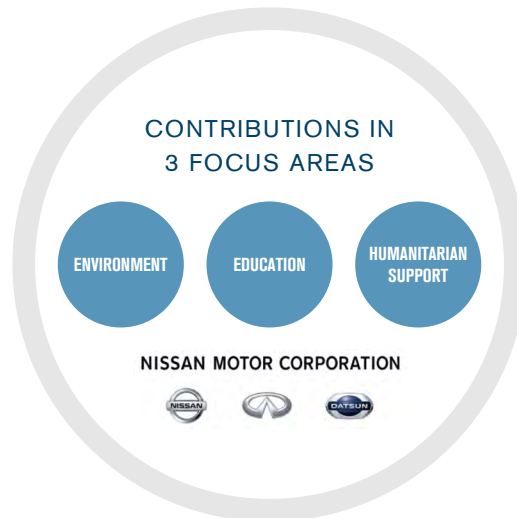 CONTRIBUTIONS IN
3 FOCUS AREAS
ENVIRONMENT
EDUCATION
HUMANITARIAN
SUPPORT
NISSAN MOTOR CORPORATION
NISSAN
DATSUN